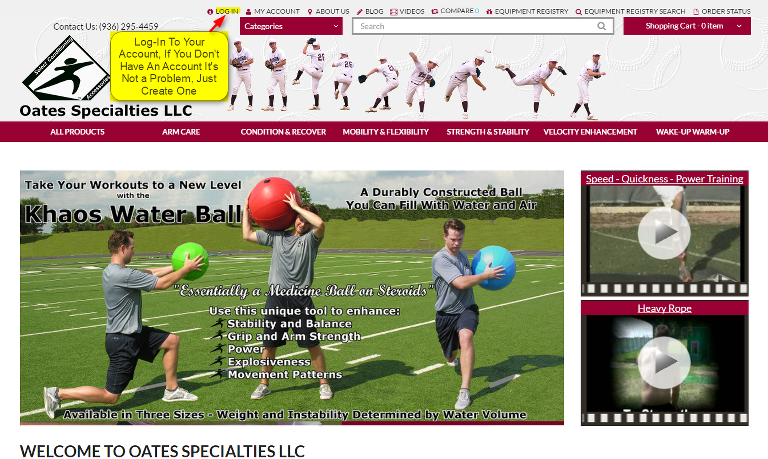 LOG IN
MY ACCOUNT
ABOUT US
BLOG
VIDEOS
COMPARE 0
EQUIPMENT REGISTRY
EQUIPMENT REGISTRY SEARCH
ORDER STATUS
Contact Us: (936) 295-4459
Categories
Search
Shopping Cart - 0 item
Log-In To Your
Account, If You Don't
Have An Account It's
Not a Problem, Just
Create One
Oates Specialties LLC
ALL PRODUCTS
ARM CARE
CONDITION & RECOVER
MOBILITY & FLEXIBILITY
STRENGTH & STABILITY
VELOCITY ENHANCEMENT
WAKE-UP WARM-UP
Take Your Workouts to a New Level
with the
Khaos Water Ball
A Durably Constructed Ball
You Can Fill With Water and Air
"Essentially a Medicine Ball on Steroids"
Use this unique tool to enhance:
Stability and Balance
Grip and Arm Strength
Power
Explosiveness
Movement Patterns
Available in Three Sizes - Weight and Instability Determined by Water Volume
Speed - Quickness - Power Training
Heavy Rope
WELCOME TO OATES SPECIALTIES LLC